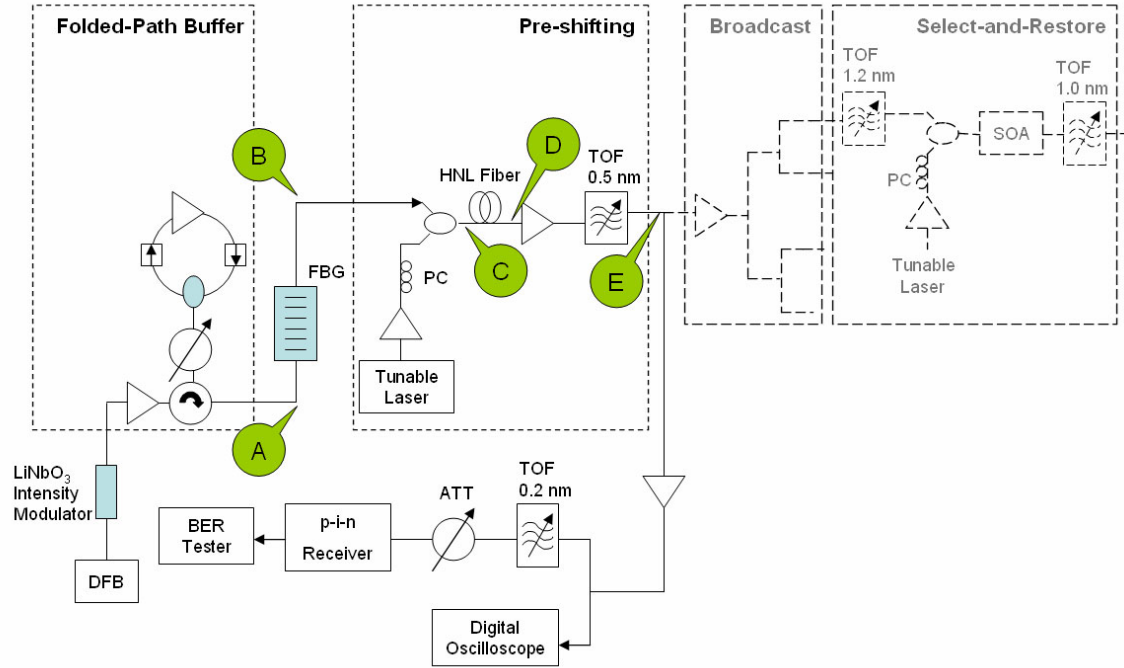 Folded-Path Buffer
Pre-shifting
Broadcast
Select-and-Restore
TOF
1.2 nm
TOF
1.0 nm
SOA
PC
Tunable
Laser
B
D
HNL Fiber
TOF
0.5 nm
C
E
FBG
PC
Tunable
Laser
A
LiNbO3
Intensity
Modulator
DFB
BER
Tester
p-i-n
Receiver
ATT
TOF
0.2 nm
Digital
Oscilloscope